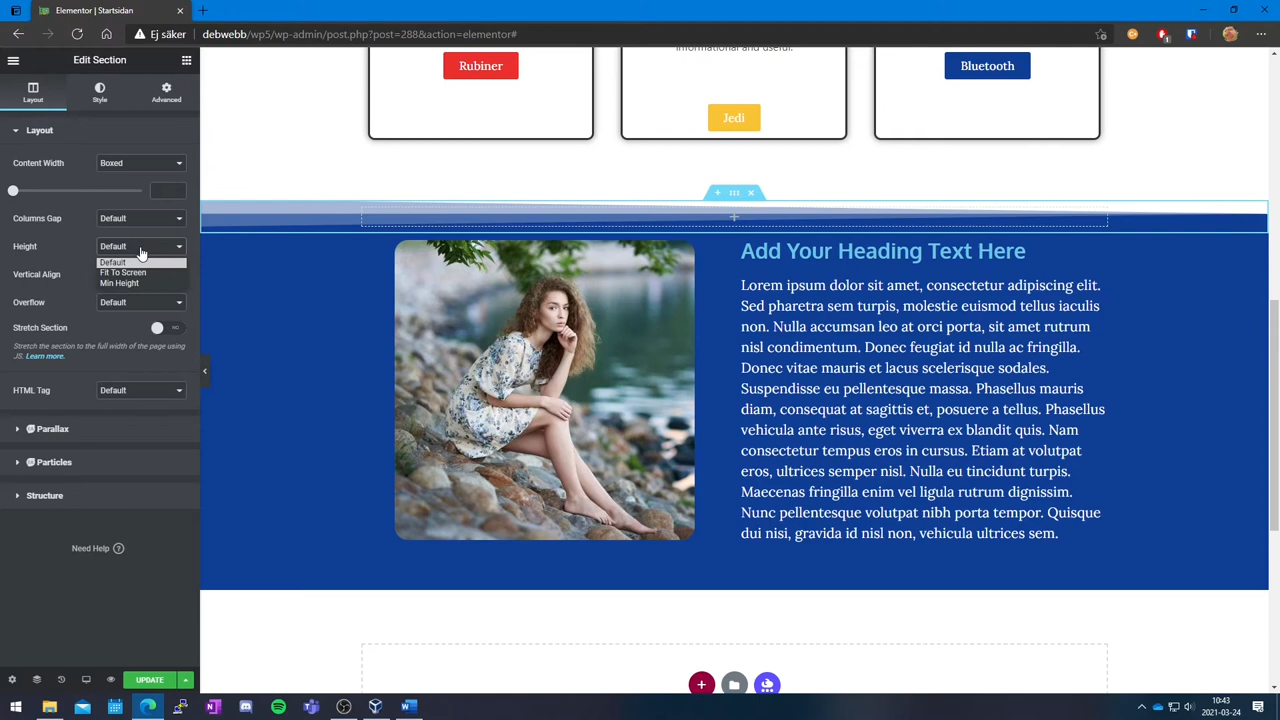 Elementor | Startsidan
Ej säker
debwebb/wp5/wp-admin/post.php?post=288&action=elementor#
1
Edit Section
Layout
Style
Advanced
Layout
Content Width
Boxed
Columns Gap
Default
Height
Default
Default
Fit To Screen
Min Height
Vertical Align
Overflow
Default
Stretch Section
NO
Stretch the section to the full width of the page using
JS. Learn more.
HTML Tag
Default
Parallax
Particles
Structure
Need Help ?
UPDATE
informational and useful.
Rubiner
Jedi
Bluetooth
Add Your Heading Text Here
Lorem ipsum dolor sit amet, consectetur adipiscing elit.
Sed pharetra sem turpis, molestie euismod tellus iaculis
non. Nulla accumsan leo at orci porta, sit amet rutrum
nisl condimentum. Donec feugiat id nulla ac fringilla.
Donec vitae mauris et lacus scelerisque sodales.
Suspendisse eu pellentesque massa. Phasellus mauris
diam, consequat at sagittis et, posuere a tellus. Phasellus
vehicula ante risus, eget viverra ex blandit quis. Nam
consectetur tempus eros in cursus. Etiam at volutpat
eros, ultrices semper nisl. Nulla eu tincidunt turpis.
Maecenas fringilla enim vel ligula rutrum dignissim.
Nunc pellentesque volutpat nibh porta tempor. Quisque
dui nisi, gravida id nisl non, vehicula ultrices sem.
10:43
2021-03-24